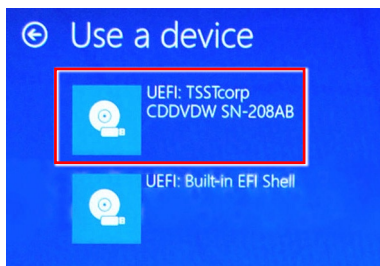 Use a device
UEFI: TSSTcorp
CDDVDW SN-208AB
UEFI: Built-in EFI Shell